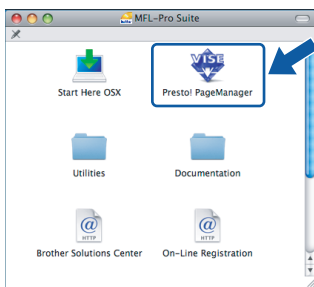 MFL-Pro Suite
VISE
Start Here OSX
Presto! PageManager
Utilities
Documentation
@
HTTP
@
HTTP
Brother Solutions Center
On-Line Registration